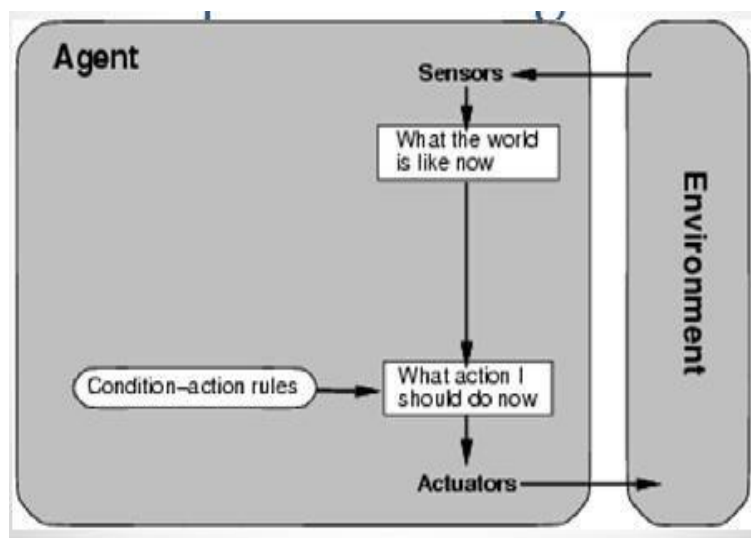 Agent
Sensors
What the world
is like now
Environment
Condition–action rules
What action I
should do now
Actuators